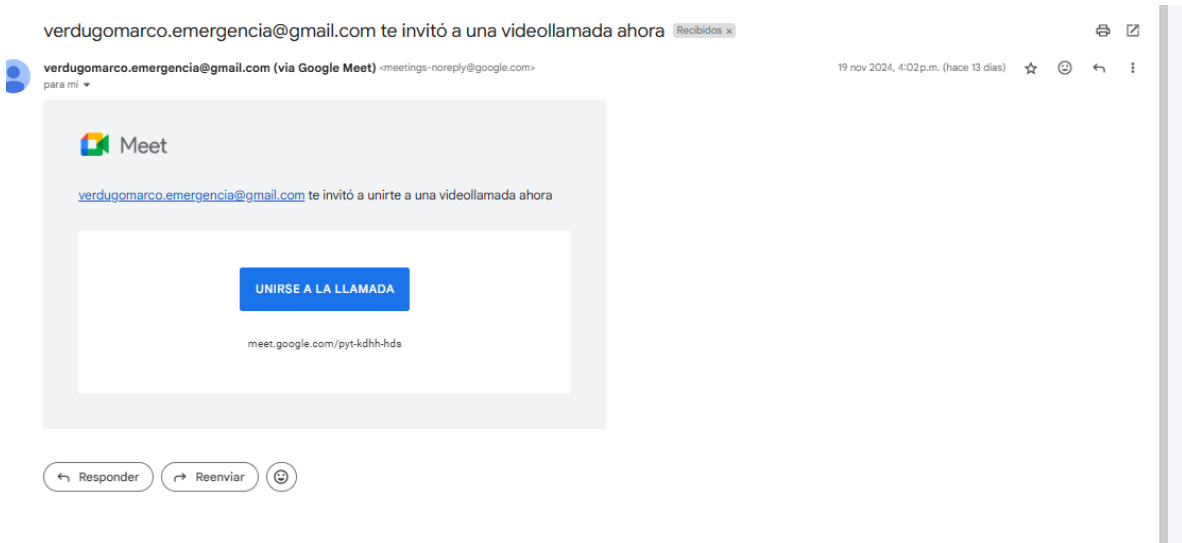 verdugomarco.emergencia@gmail.com te invitó a una videollamada ahora Recibidos x
verdugomarco.emergencia@gmail.com (via Google Meet) <meetings-noreply@google.com> 19 nov 2024, 4:02 p.m. (hace 13 días)
para mí
Meet
verdugomarco.emergencia@gmail.com te invitó a unirte a una videollamada ahora
UNIRSE A LA LLAMADA
meet.google.com/pyt-kdhh-hds
Responder Reenviar